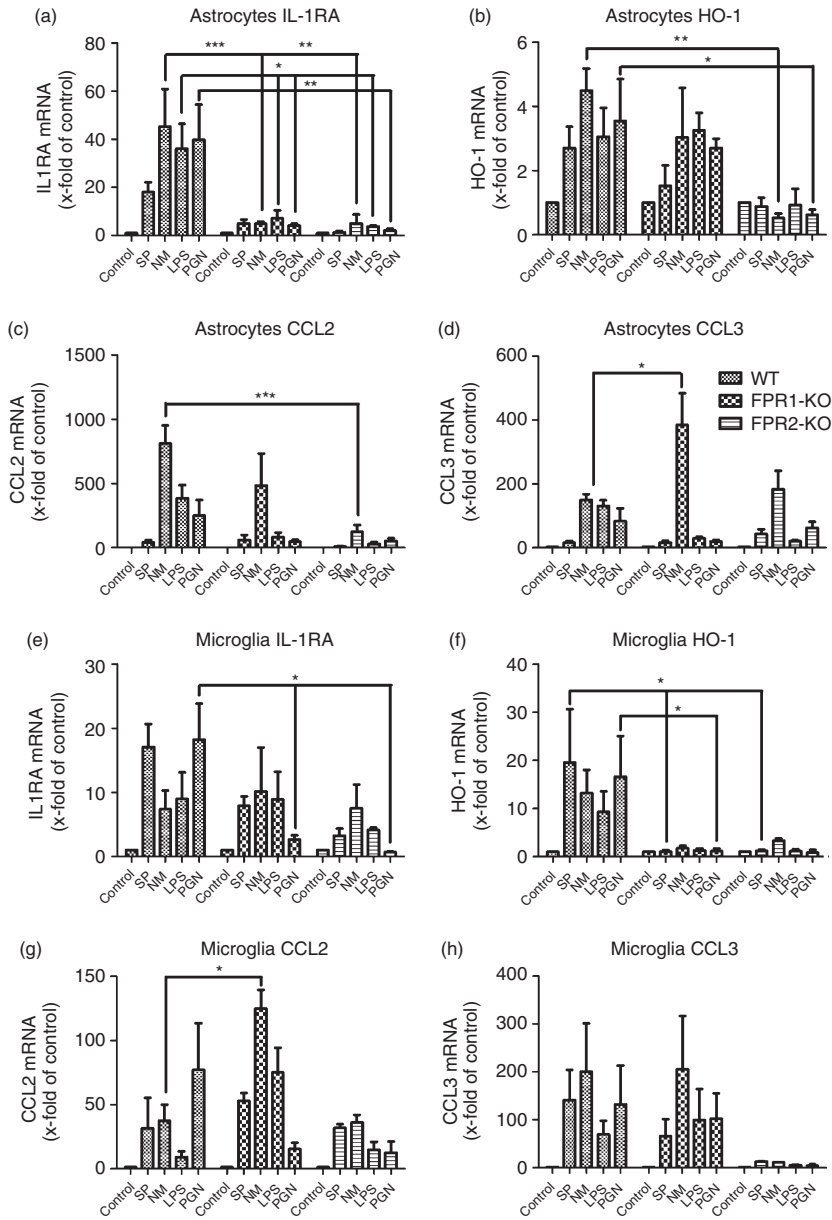 (a)
Astrocytes IL-1RA
IL1RA mRNA
(x-fold of control)
80
60
40
20
0
***
**
*
**
Control SP NM LPS PGN Control SP NM LPS PGN Control SP NM LPS PGN
(b)
Astrocytes HO-1
HO-1 mRNA
(x-fold of control)
6
4
2
0
**
*
Control SP NM LPS PGN Control SP NM LPS PGN Control SP NM LPS PGN
(c)
Astrocytes CCL2
CCL2 mRNA
(x-fold of control)
1500
1000
500
0
***
Control SP NM LPS PGN Control SP NM LPS PGN Control SP NM LPS PGN
(d)
Astrocytes CCL3
CCL3 mRNA
(x-fold of control)
600
400
200
0
*
WT
FPR1-KO
FPR2-KO
Control SP NM LPS PGN Control SP NM LPS PGN Control SP NM LPS PGN
(e)
Microglia IL-1RA
IL1RA mRNA
(x-fold of control)
30
20
10
0
*
Control SP NM LPS PGN Control SP NM LPS PGN Control SP NM LPS PGN
(f)
Microglia HO-1
HO-1 mRNA
(x-fold of control)
40
30
20
10
0
*
*
Control SP NM LPS PGN Control SP NM LPS PGN Control SP NM LPS PGN
(g)
Microglia CCL2
CCL2 mRNA
(x-fold of control)
150
100
50
0
*
Control SP NM LPS PGN Control SP NM LPS PGN Control SP NM LPS PGN
(h)
Microglia CCL3
CCL3 mRNA
(x-fold of control)
400
300
200
100
0
Control SP NM LPS PGN Control SP NM LPS PGN Control SP NM LPS PGN